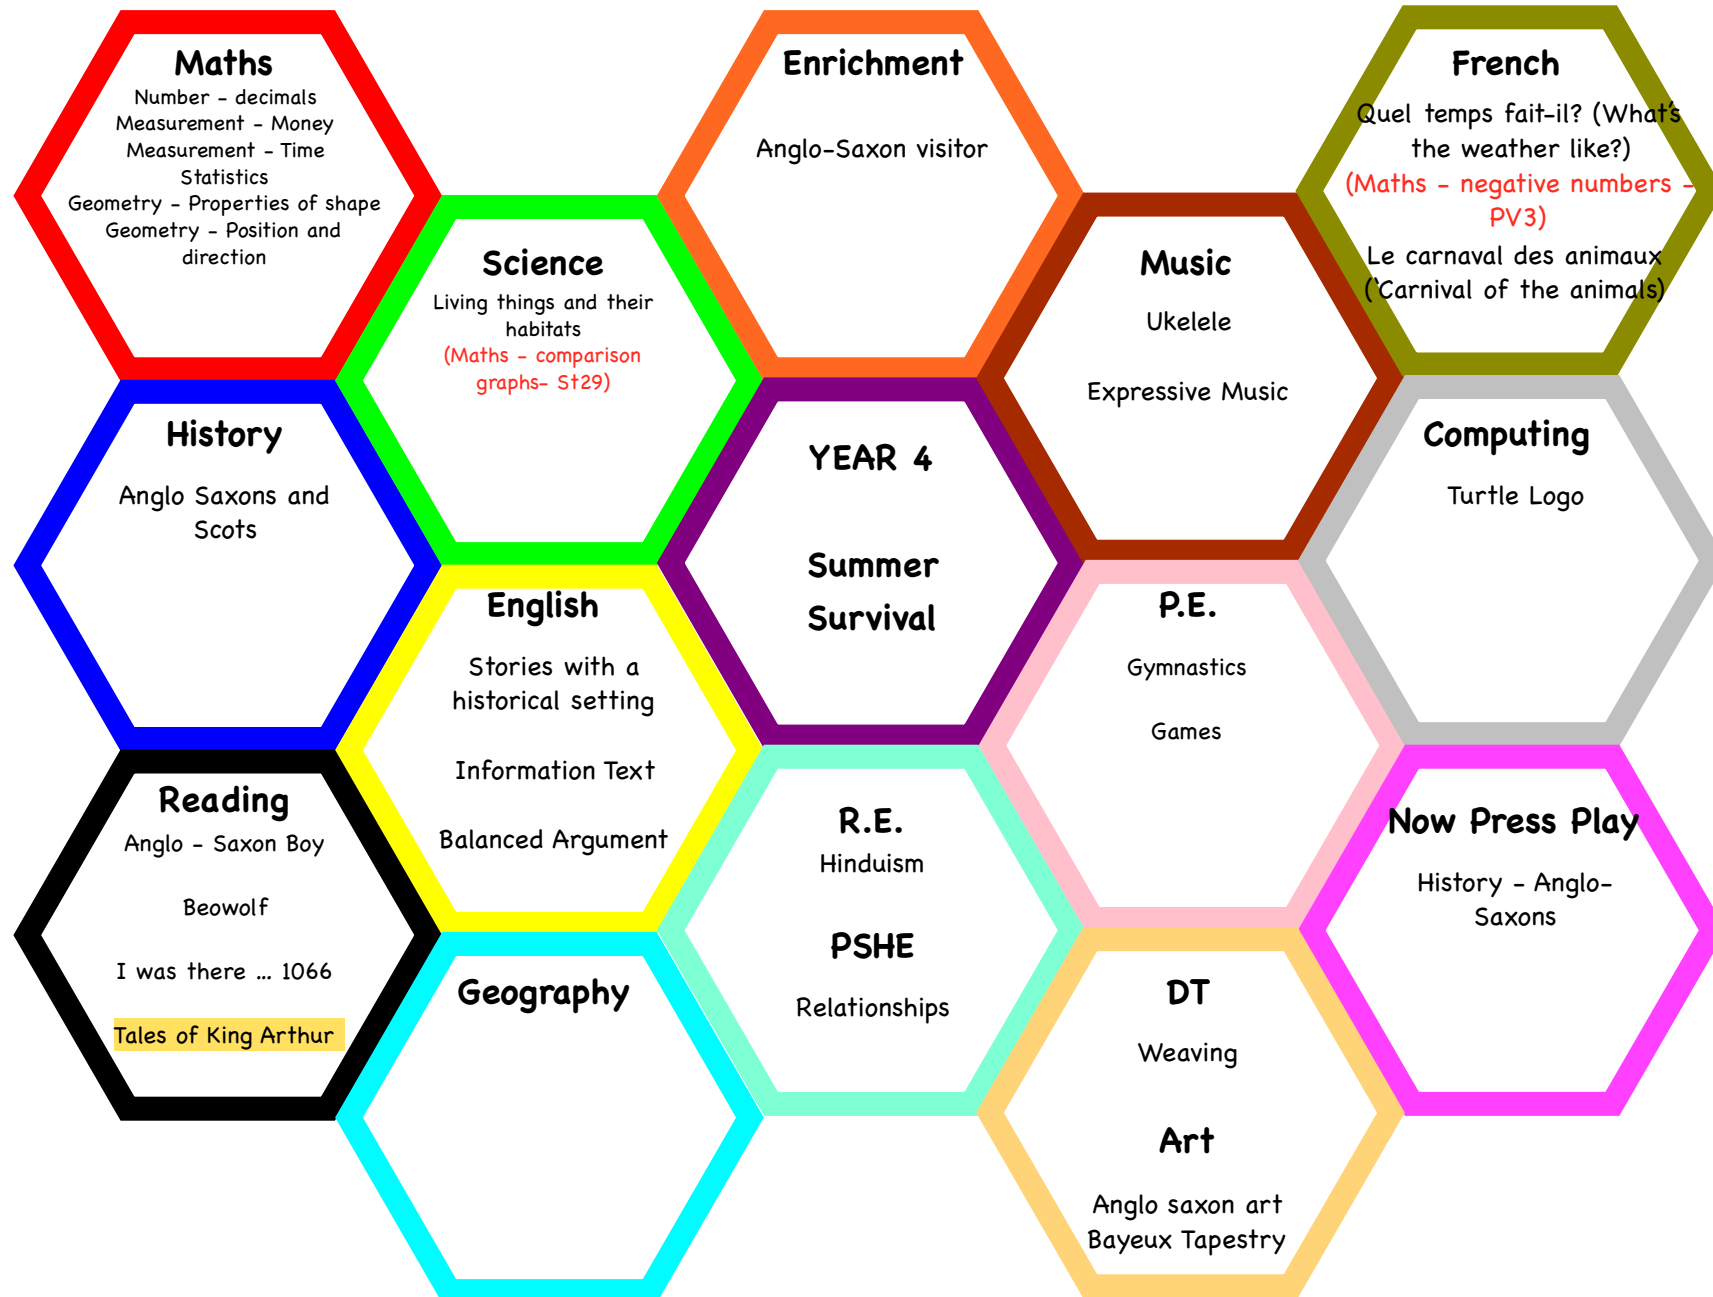 Maths
Number - decimals
Measurement - Money
Measurement - Time
Statistics
Geometry - Properties of shape
Geometry - Position and
direction
Enrichment
Anglo-Saxon visitor
French
Quel temps fait-il? (What's
the weather like?)
(Maths - negative numbers -
PV3)
Le carnaval des animaux
('Carnival of the animals)
Science
Living things and their
habitats
(Maths - comparison
graphs- St29)
Music
Ukelele
Expressive Music
History
Anglo Saxons and
Scots
YEAR 4
Summer
Survival
Computing
Turtle Logo
English
Stories with a
historical setting
Information Text
Balanced Argument
P.E.
Gymnastics
Games
Reading
Anglo - Saxon Boy
Beowolf
I was there ... 1066
Tales of King Arthur
R.E.
Hinduism
PSHE
Relationships
Now Press Play
History - Anglo-
Saxons
Geography
DT
Weaving
Art
Anglo saxon art
Bayeux Tapestry